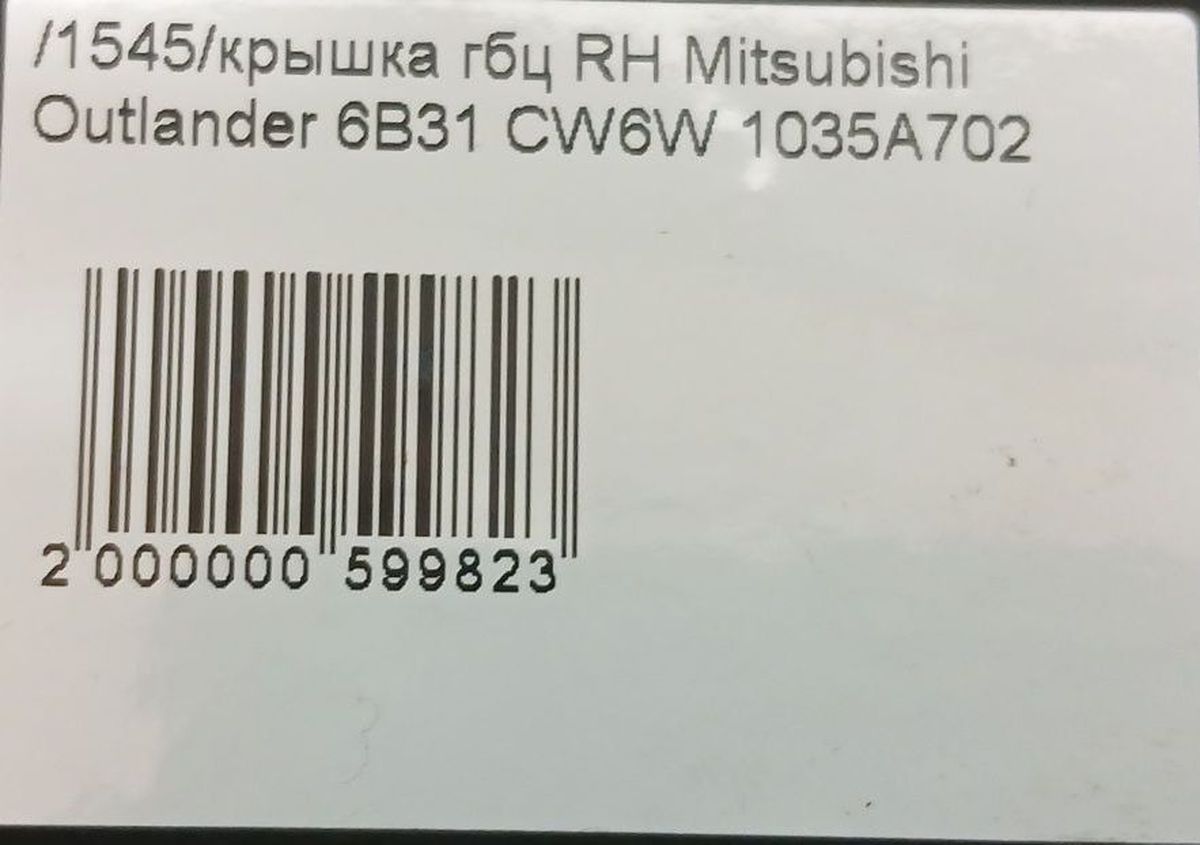 /1545/крышка гбц RH Mitsubishi
Outlander 6B31 CW6W 1035A702
2 000000 599823